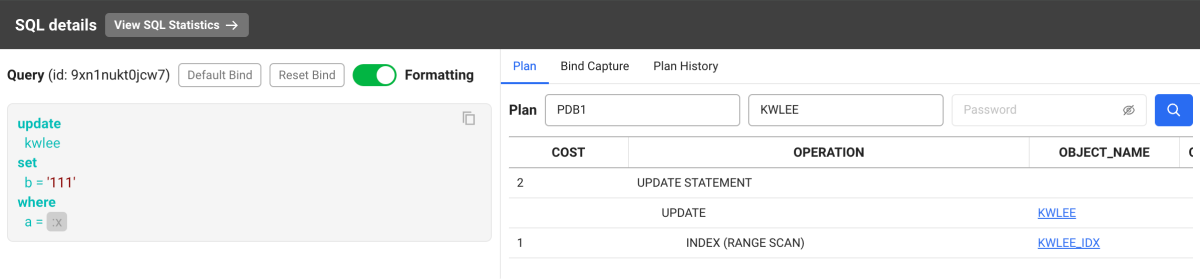 SQL details View SQL Statistics →
Query (id: 9xn1nukt0jcw7) Default Bind Reset Bind Formatting
update
kwlee
set
b = '111'
where
a = :x
Plan Bind Capture Plan History
Plan PDB1 KWLEE Password
COST OPERATION OBJECT_NAME
2 UPDATE STATEMENT
UPDATE KWLEE
1 INDEX (RANGE SCAN) KWLEE_IDX